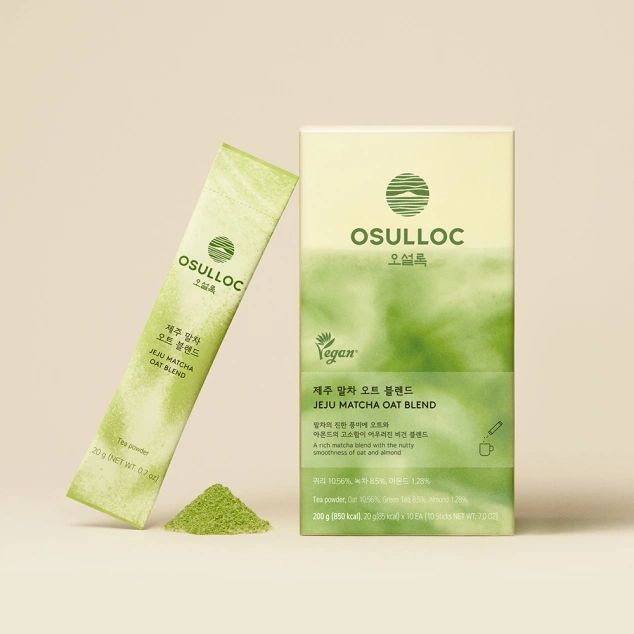 OSULLOC
오설록
제주 말차
오트 블렌드
JEJU MATCHA
OAT BLEND
Tea powder
20 g (NET WT. 0.7 oz)
OSULLOC
오설록
Vegan
제주 말차 오트 블렌드
JEJU MATCHA OAT BLEND
말차의 진한 풍미에 오트와
아몬드의 고소함이 어우러진 비건 블렌드
A rich matcha blend with the nutty
smoothness of oat and almond
귀리 10.56%, 녹차 8.5%, 아몬드 1.28%
Tea powder, Oat 10.56%, Green Tea 8.5%, Almond 1.28%
200 g (850 kcal), 20 g(85 kcal) x 10 EA (10 Sticks NET WT. 7.0 OZ)